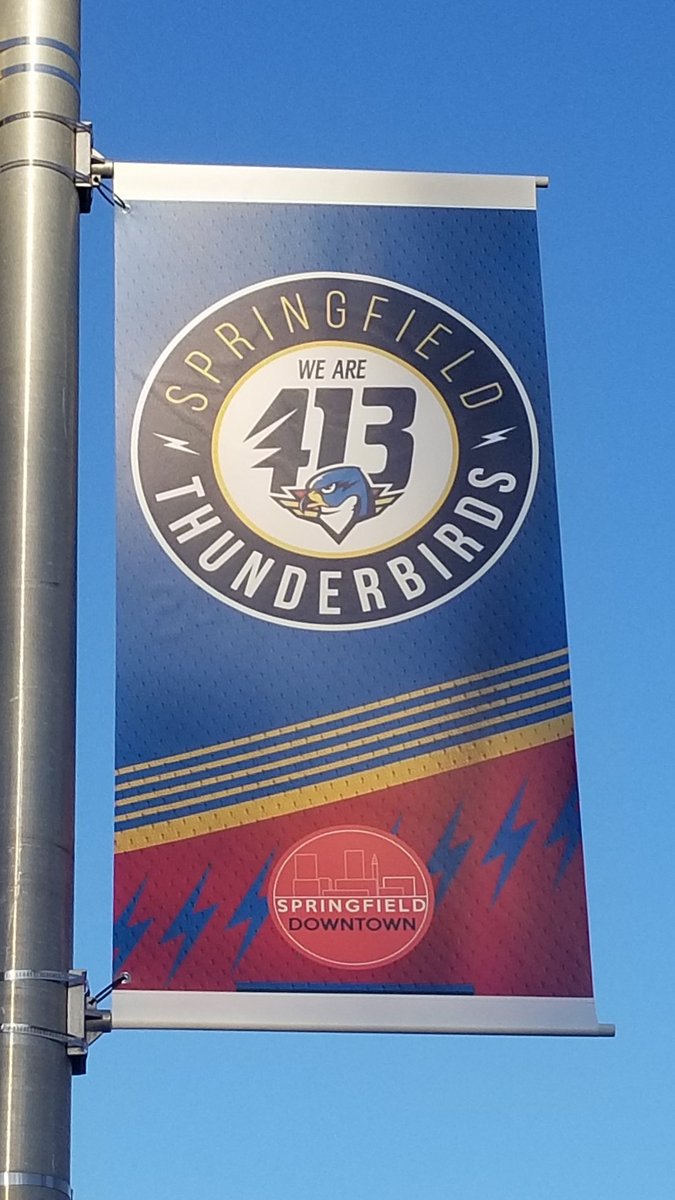 SPRINGFIELD
WE ARE
413
THUNDERBIRDS
SPRINGFIELD
DOWNTOWN